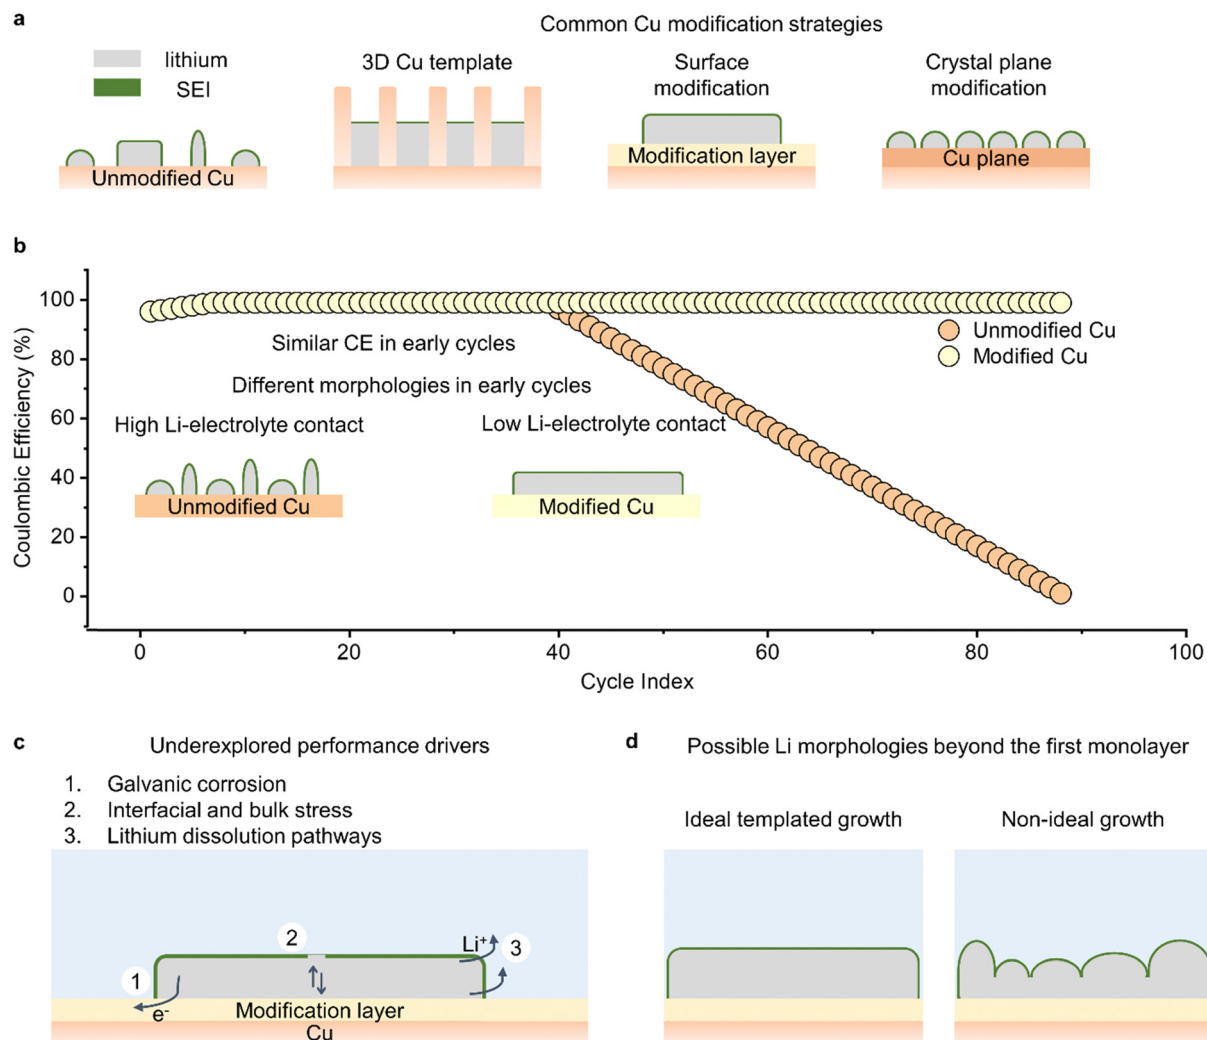 a
Common Cu modification strategies
lithium
SEI
Unmodified Cu
3D Cu template
Surface
modification
Modification layer
Crystal plane
modification
Cu plane
b
Coulombic Efficiency (%)
100
80
60
40
20
0
Similar CE in early cycles
Different morphologies in early cycles
High Li-electrolyte contact
Low Li-electrolyte contact
Unmodified Cu
Modified Cu
Unmodified Cu
Modified Cu
0
20
40
60
80
100
Cycle Index
c
Underexplored performance drivers
1. Galvanic corrosion
2. Interfacial and bulk stress
3. Lithium dissolution pathways
1
2
3
Li⁺
e⁻
Modification layer
Cu
d
Possible Li morphologies beyond the first monolayer
Ideal templated growth
Non-ideal growth